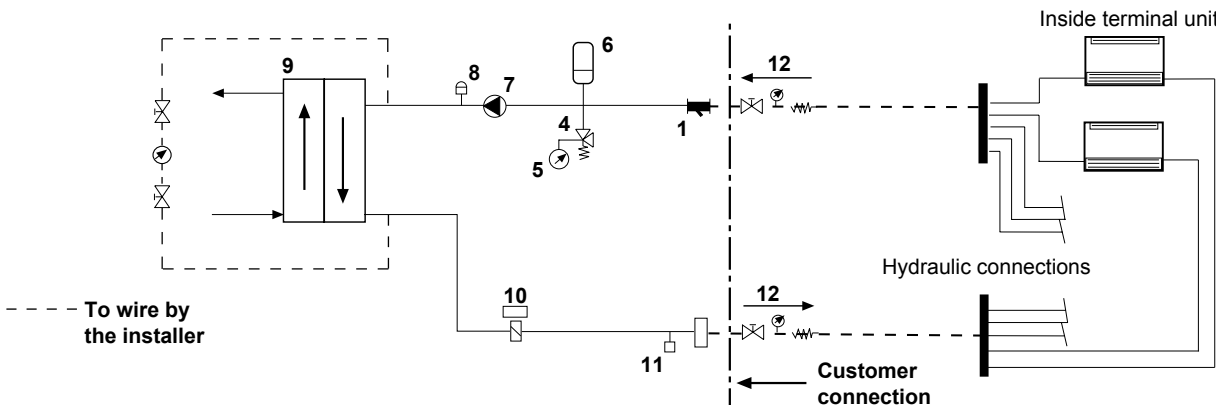 Inside terminal unit
9
8
7
6
12
4
5
1
Hydraulic connections
12
10
11
To wire by
the installer
Customer
connection